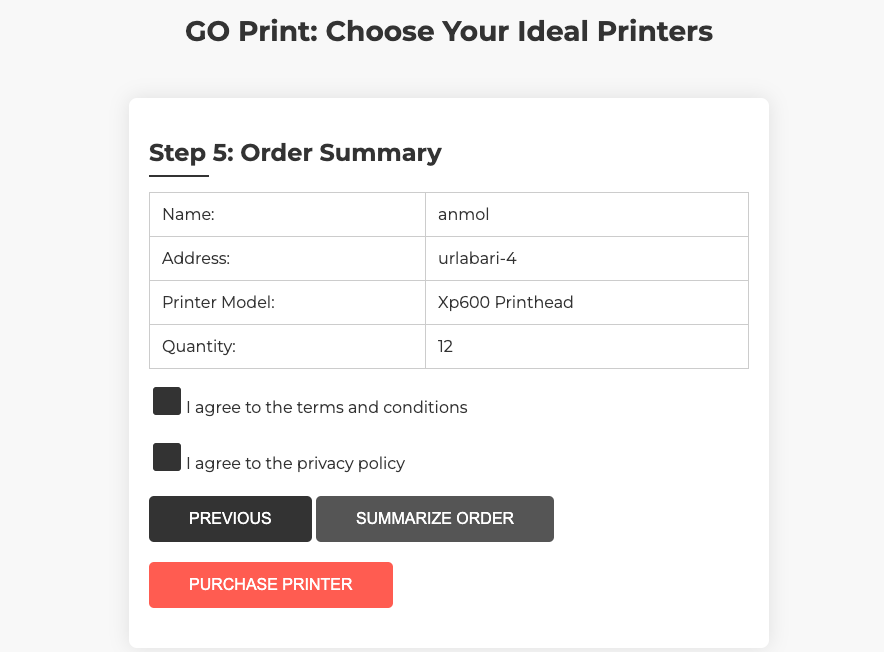 GO Print: Choose Your Ideal Printers
Step 5: Order Summary
Name: anmol
Address: urlabari-4
Printer Model: Xp600 Printhead
Quantity: 12
I agree to the terms and conditions
I agree to the privacy policy
PREVIOUS SUMMARIZE ORDER
PURCHASE PRINTER